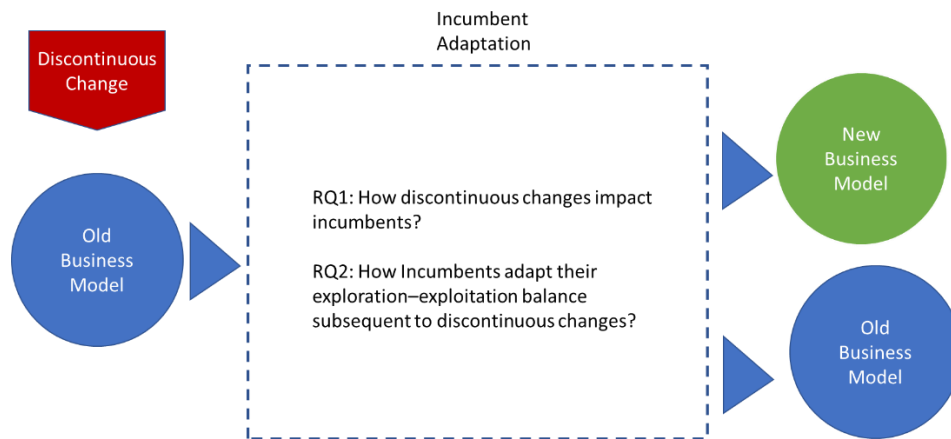 Incumbent
Adaptation
Discontinuous
Change
Old
Business
Model
RQ1: How discontinuous changes impact
incumbents?
RQ2: How Incumbents adapt their
exploration–exploitation balance
subsequent to discontinuous changes?
New
Business
Model
Old
Business
Model